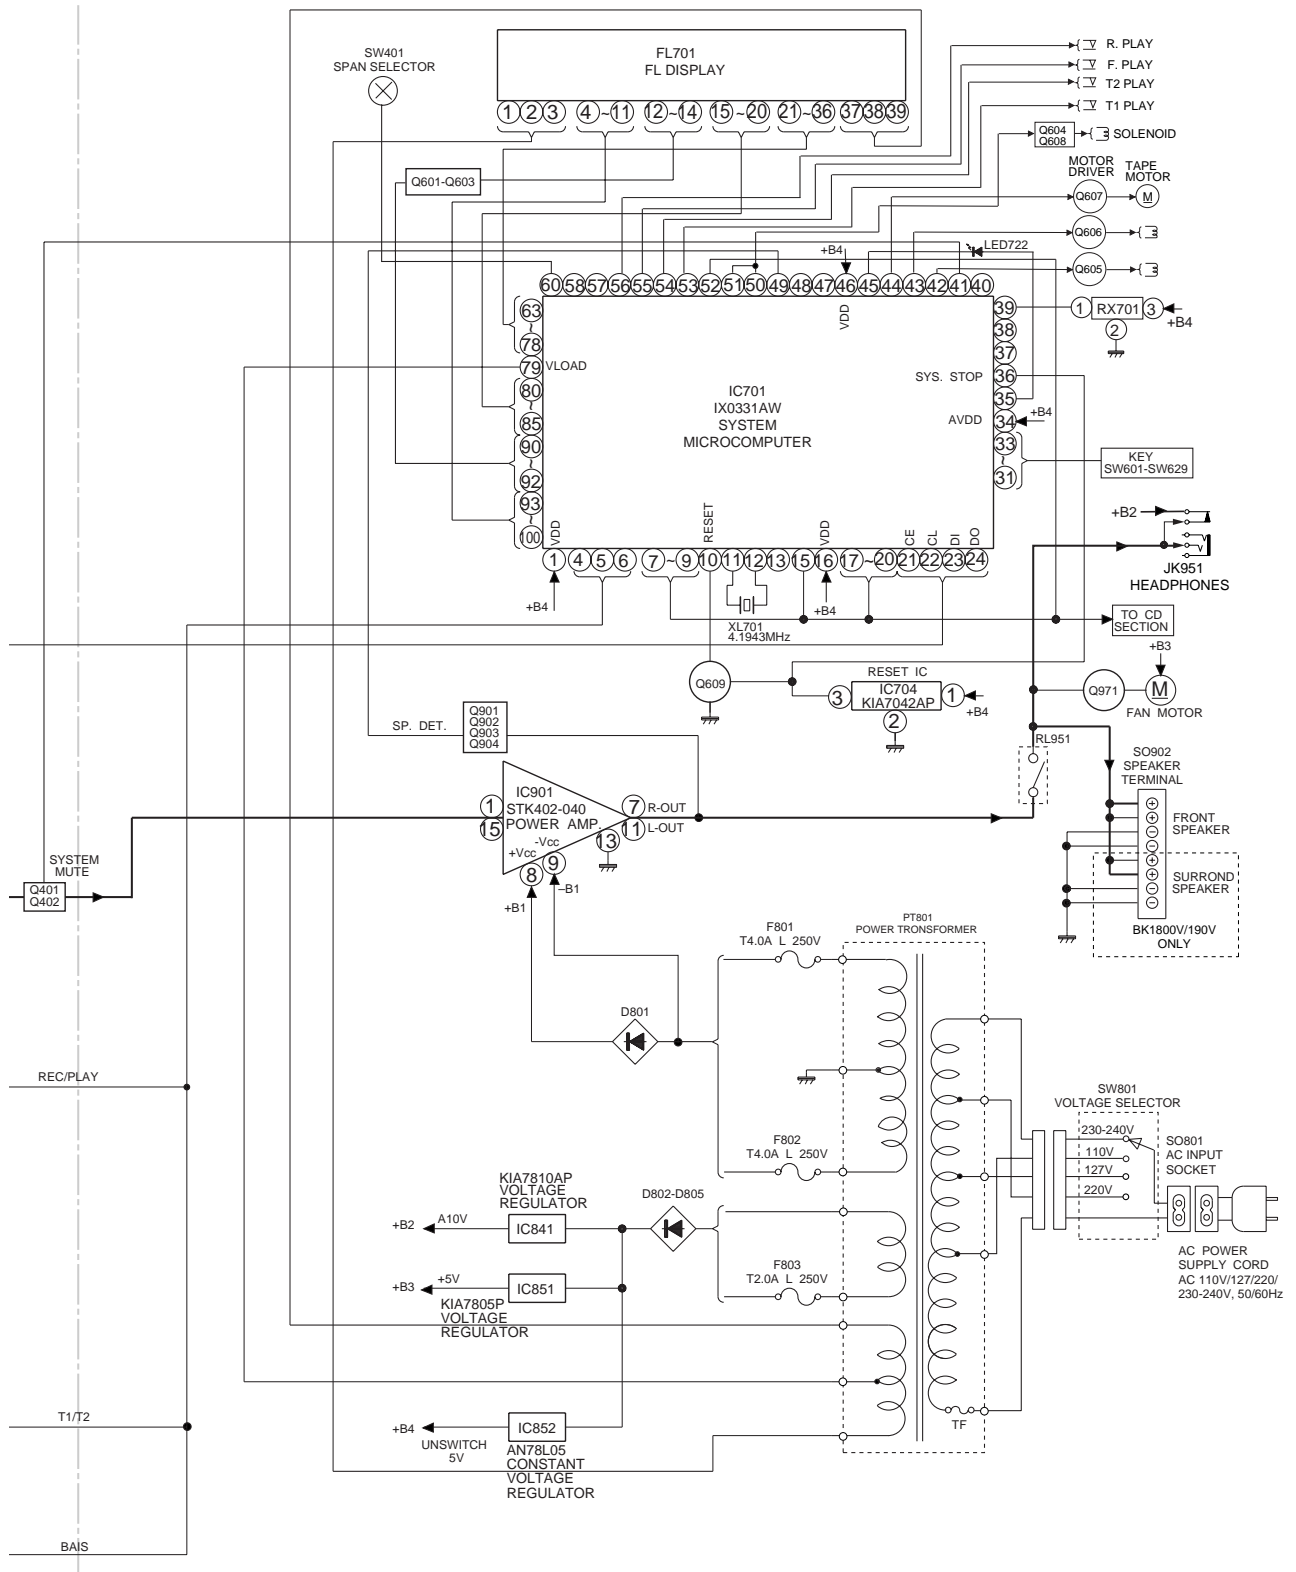 FL701
FL DISPLAY
SW401
SPAN SELECTOR
R. PLAY
F. PLAY
T2 PLAY
T1 PLAY
1 2 3 4 ~ 11 12 ~ 14 15 ~ 20 21 ~ 36 37 38 39
Q604
Q608
SOLENOID
MOTOR
DRIVER
TAPE
MOTOR
Q601-Q603
Q607
M
Q606
+B4
LED722
Q605
60 58 57 56 55 54 53 52 51 50 49 48 47 46 45 44 43 42 41 40
63
~
78
79
80
~
85
90
~
92
93
~
100
VLOAD
VDD
IC701
IX0331AW
SYSTEM
MICROCOMPUTER
SYS. STOP
AVDD
39
38
37
36
35
34
33
~
31
+B4
1 RX701 3
2
+B4
KEY
SW601-SW629
VDD
RESET
VDD
CE
CL
DI
DO
1 4 5 6 7 ~ 9 10 11 12 13 15 16 17 ~ 20 21 22 23 24
+B4
XL701
4.1943MHz
+B4
+B2
JK951
HEADPHONES
TO CD
SECTION
+B3
M
Q971
FAN MOTOR
Q609
RESET IC
3 IC704 1
KIA7042AP
2
+B4
SP. DET.
Q901
Q902
Q903
Q904
RL951
SO902
SPEAKER
TERMINAL
+
+
−
−
+
+
−
−
FRONT
SPEAKER
SURROND
SPEAKER
BK1800V/190V
ONLY
IC901
STK402-040
POWER AMP.
1
15
7 R-OUT
11 L-OUT
13
-Vcc
+Vcc
9
8
–B1
+B1
SYSTEM
MUTE
Q401
Q402
F801
T4.0A L 250V
PT801
POWER TRONSFORMER
D801
REC/PLAY
F802
T4.0A L 250V
SW801
VOLTAGE SELECTOR
230-240V
110V
127V
220V
SO801
AC INPUT
SOCKET
AC POWER
SUPPLY CORD
AC 110V/127/220/
230-240V, 50/60Hz
KIA7810AP
VOLTAGE
REGULATOR
D802-D805
+B2 A10V IC841
F803
T2.0A L 250V
+B3 +5V IC851
KIA7805P
VOLTAGE
REGULATOR
T1/T2
+B4 IC852
UNSWITCH
5V
AN78L05
CONSTANT
VOLTAGE
REGULATOR
TF
BAIS